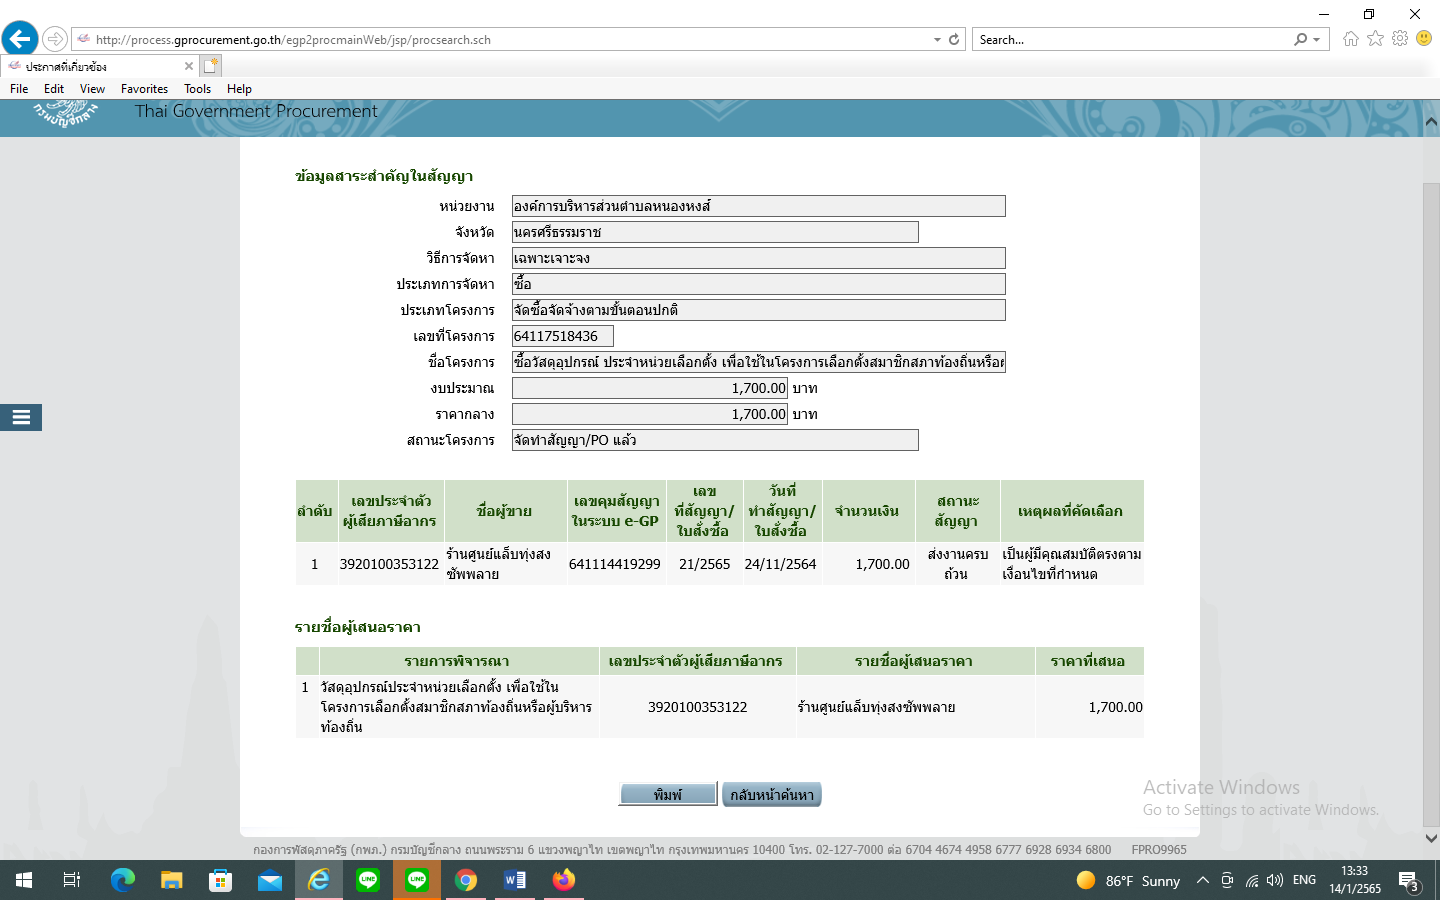 http://process.gprocurement.go.th/egp2procmainWeb/jsp/procsearch.sch
Search...
ประกาศที่เกี่ยวข้อง
File Edit View Favorites Tools Help
กรมบัญชีกลาง
Thai Government Procurement
ข้อมูลสาระสำคัญในสัญญา
หน่วยงาน องค์การบริหารส่วนตำบลหนองหงส์
จังหวัด นครศรีธรรมราช
วิธีการจัดหา เฉพาะเจาะจง
ประเภทการจัดหา ซื้อ
ประเภทโครงการ จัดซื้อจัดจ้างตามขั้นตอนปกติ
เลขที่โครงการ 64117518436
ชื่อโครงการ ซื้อวัสดุอุปกรณ์ ประจำหน่วยเลือกตั้ง เพื่อใช้ในโครงการเลือกตั้งสมาชิกสภาท้องถิ่นหรือผ
งบประมาณ 1,700.00 บาท
ราคากลาง 1,700.00 บาท
สถานะโครงการ จัดทำสัญญา/PO แล้ว
ลำดับ เลขประจำตัวผู้เสียภาษีอากร ชื่อผู้ขาย เลขคุมสัญญาในระบบ e-GP เลขที่สัญญา/ใบสั่งซื้อ วันที่ทำสัญญา/ใบสั่งซื้อ จำนวนเงิน สถานะสัญญา เหตุผลที่คัดเลือก
1 3920100353122 ร้านศูนย์แล็บทุ่งสงซัพพลาย 641114419299 21/2565 24/11/2564 1,700.00 ส่งงานครบถ้วน เป็นผู้มีคุณสมบัติตรงตามเงื่อนไขที่กำหนด
รายชื่อผู้เสนอราคา
รายการพิจารณา เลขประจำตัวผู้เสียภาษีอากร รายชื่อผู้เสนอราคา ราคาที่เสนอ
1 วัสดุอุปกรณ์ประจำหน่วยเลือกตั้ง เพื่อใช้ในโครงการเลือกตั้งสมาชิกสภาท้องถิ่นหรือผู้บริหารท้องถิ่น 3920100353122 ร้านศูนย์แล็บทุ่งสงซัพพลาย 1,700.00
พิมพ์ กลับหน้าค้นหา
Activate Windows
Go to Settings to activate Windows.
กองการพัสดุภาครัฐ (กพภ.) กรมบัญชีกลาง ถนนพระราม 6 แขวงพญาไท เขตพญาไท กรุงเทพมหานคร 10400 โทร. 02-127-7000 ต่อ 6704 4674 4958 6777 6928 6934 6800 FPRO9965
LINE LINE
86°F Sunny ENG 13:33
14/1/2565
3